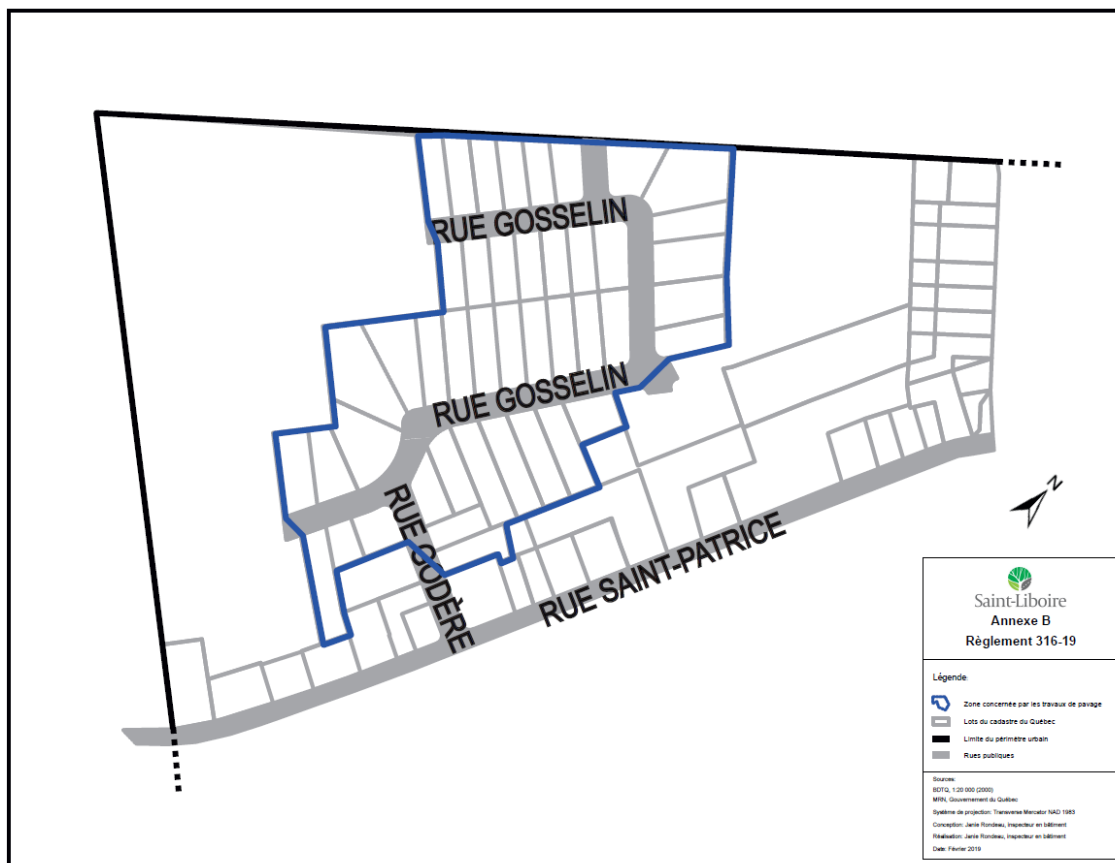 RUE GOSSELIN
RUE GOSSELIN
RUE GODÈRE
RUE SAINT-PATRICE
N
Saint-Liboire
Annexe B
Règlement 316-19
Légende:
Zone concernée par les travaux de pavage
Lots du cadastre du Québec
Limite du périmètre urbain
Rues publiques
Sources:
BDTQ, 1:20 000 (2000)
MRN, Gouvernement du Québec
Système de projection: Transverse Mercator NAD 1983
Conception: Janie Rondeau, inspecteur en bâtiment
Réalisation: Janie Rondeau, inspecteur en bâtiment
Date: Février 2019